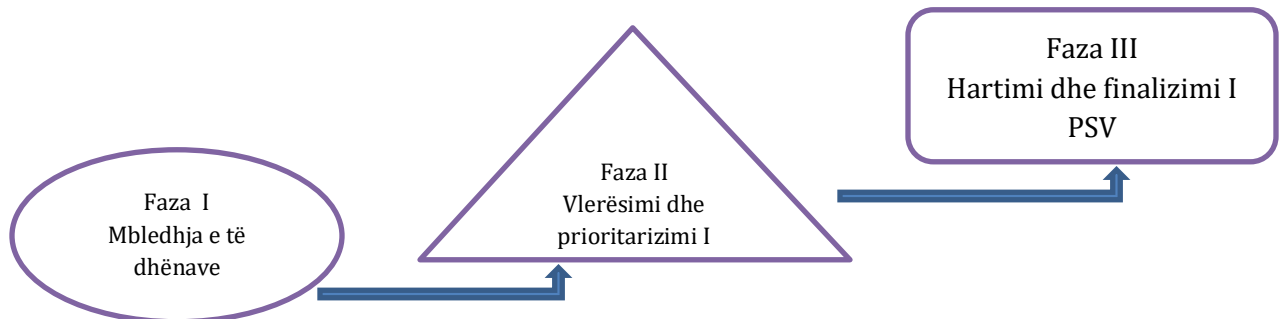 Faza I
Mbledhja e të
dhënave
Faza II
Vlerësimi dhe
prioritarizimi I
Faza III
Hartimi dhe finalizimi I
PSV